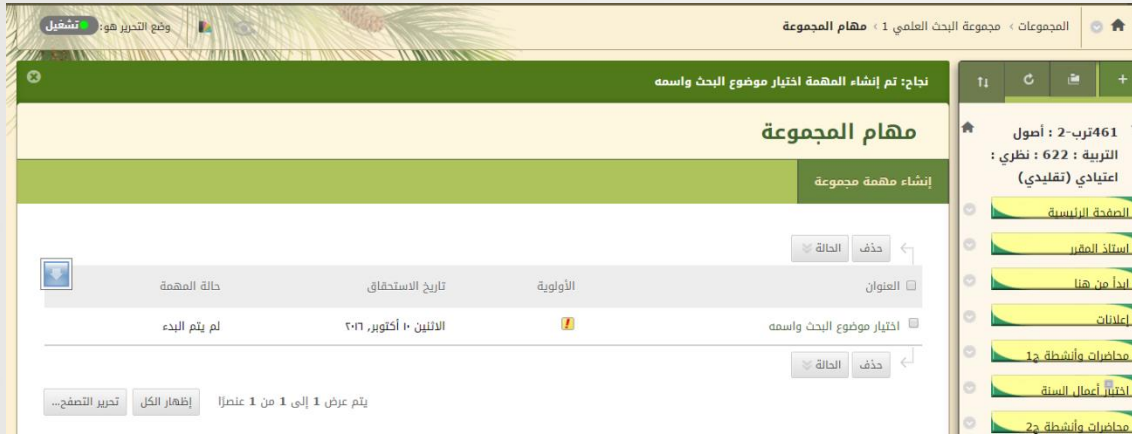 المجموعات › مجموعة البحث العلمي 1 › مهام المجموعة
وضع التحرير هو: تشغيل
نجاح: تم إنشاء المهمة اختيار موضوع البحث واسمه
مهام المجموعة
إنشاء مهمة مجموعة
حذف الحالة
العنوان الأولوية تاريخ الاستحقاق حالة المهمة
اختيار موضوع البحث واسمه الاثنين ١٠ أكتوبر, ٢٠١٦ لم يتم البدء
حذف الحالة
يتم عرض 1 إلى 1 من 1 عنصرًا إظهار الكل تحرير التصفح...
461ترب-2 : أصول
التربية : 622 : نظري :
اعتيادي (تقليدي)
الصفحة الرئيسية
استاذ المقرر
ابدأ من هنا
إعلانات
محاضرات وأنشطة ج1
اختبار أعمال السنة
محاضرات وأنشطة ج2